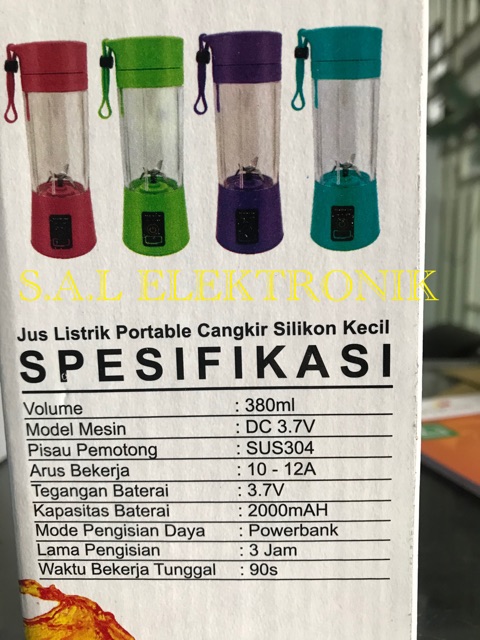 S.A.L ELEKTRONIK
Jus Listrik Portable Cangkir Silikon Kecil
SPESIFIKASI
Volume : 380ml
Model Mesin : DC 3.7V
Pisau Pemotong : SUS304
Arus Bekerja : 10 - 12A
Tegangan Baterai : 3.7V
Kapasitas Baterai : 2000mAH
Mode Pengisian Daya : Powerbank
Lama Pengisian : 3 Jam
Waktu Bekerja Tunggal : 90s